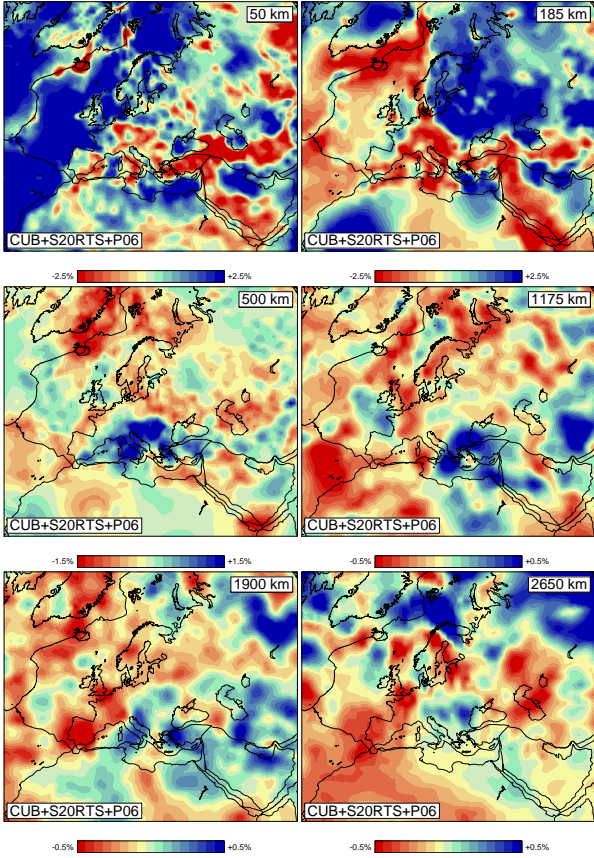 50 km
185 km
CUB+S20RTS+P06
CUB+S20RTS+P06
-2.5% +2.5%
-2.5% +2.5%
500 km
1175 km
CUB+S20RTS+P06
CUB+S20RTS+P06
-1.5% +1.5%
-0.5% +0.5%
1900 km
2650 km
CUB+S20RTS+P06
CUB+S20RTS+P06
-0.5% +0.5%
-0.5% +0.5%